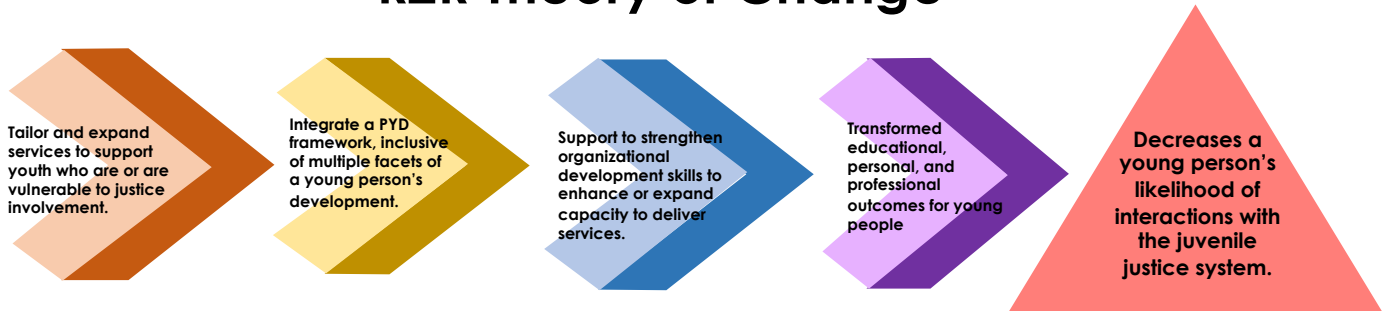 Theory of Change
Tailor and expand
services to support
youth who are or are
vulnerable to justice
involvement.
Integrate a PYD
framework, inclusive
of multiple facets of
a young person's
development.
Support to strengthen
organizational
development skills to
enhance or expand
capacity to deliver
services.
Transformed
educational,
personal, and
professional
outcomes for young
people
Decreases a
young person's
likelihood of
interactions with
the juvenile
justice system.